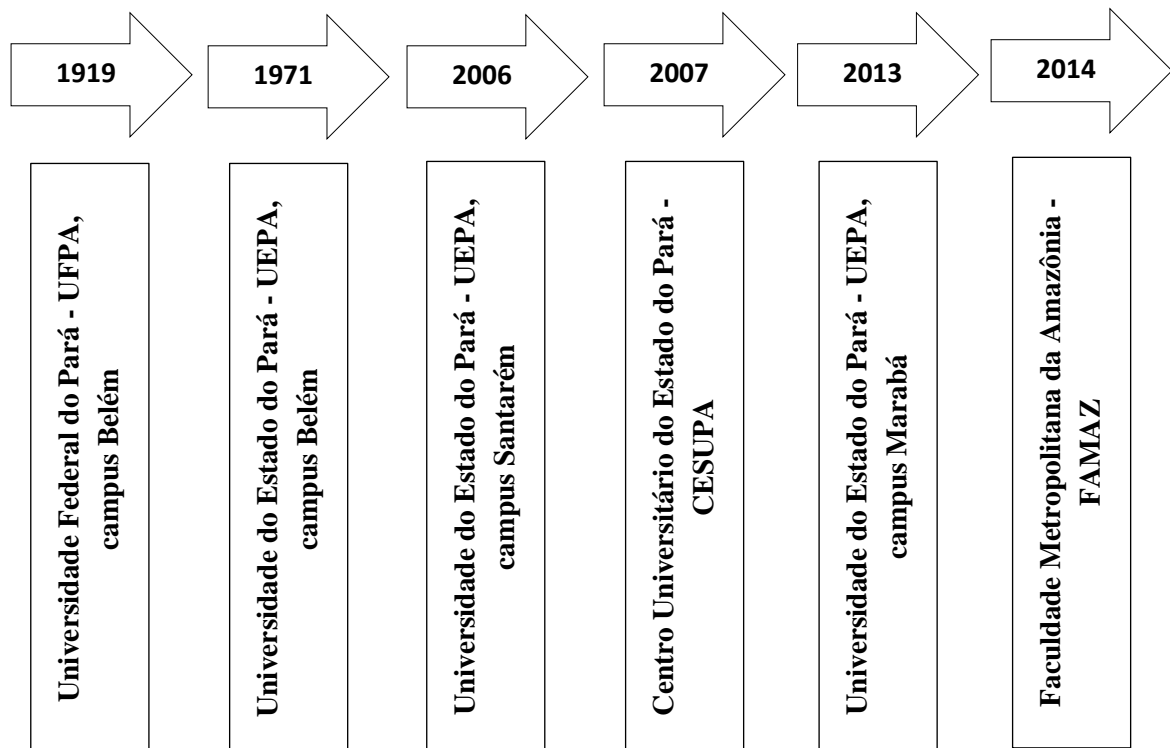 1919
1971
2006
2007
2013
2014
Universidade Federal do Pará - UFPA,
campus Belém
Universidade do Estado do Pará - UEPA,
campus Belém
Universidade do Estado do Pará - UEPA,
campus Santarém
Centro Universitário do Estado do Pará -
CESUPA
Universidade do Estado do Pará - UEPA,
campus Marabá
Faculdade Metropolitana da Amazônia -
FAMAZ